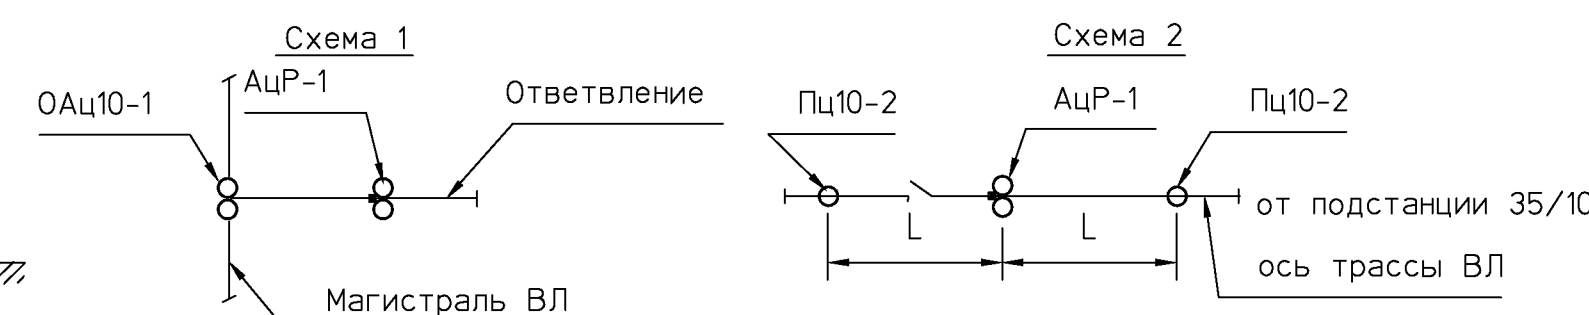 Схема 1
ОАц10-1
АцР-1
Ответвление
Магистраль ВЛ
Схема 2
Пц10-2
АцР-1
Пц10-2
L
L
от подстанции 35/10
ось трассы ВЛ